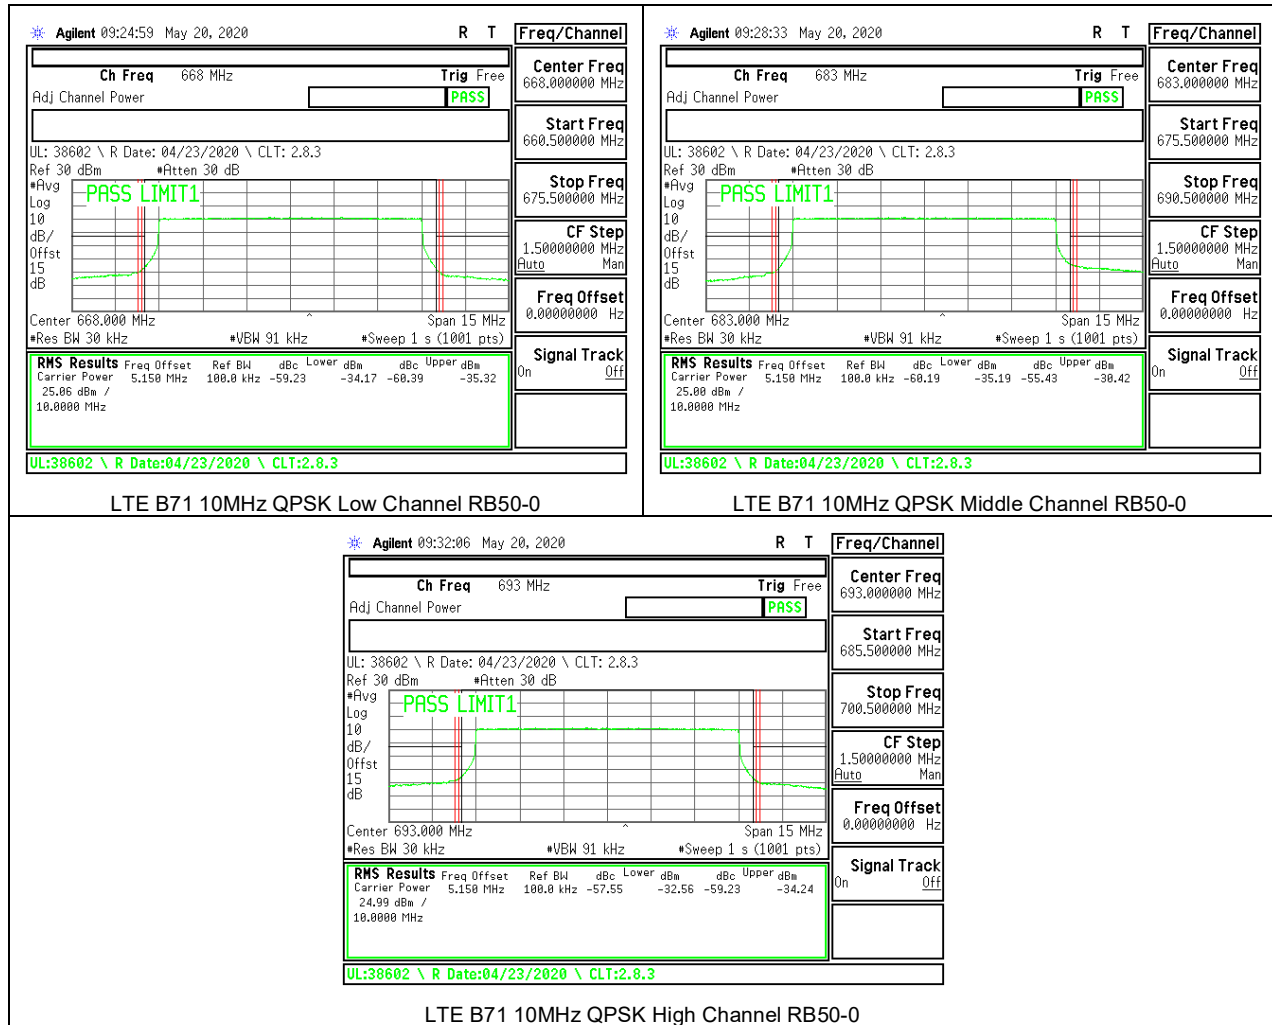 Agilent 09:24:59 May 20, 2020 R T
Freq/Channel
Ch Freq 668 MHz Trig Free
Center Freq
668.000000 MHz
Adj Channel Power PASS
Start Freq
660.500000 MHz
UL: 38602 \ R Date: 04/23/2020 \ CLT: 2.8.3
Ref 30 dBm #Atten 30 dB
Stop Freq
675.500000 MHz
#Avg
Log
10
dB/
Offst
15
dB
PASS LIMIT1
CF Step
1.50000000 MHz
Auto Man
Freq Offset
0.00000000 Hz
Center 668.000 MHz ^ Span 15 MHz
#Res BW 30 kHz #VBW 91 kHz #Sweep 1 s (1001 pts)
Signal Track
On Off
RMS Results Freq Offset Ref BW dBc Lower dBm dBc Upper dBm
Carrier Power 5.150 MHz 100.0 kHz -59.23 -34.17 -60.39 -35.32
25.06 dBm /
10.0000 MHz
UL:38602 \ R Date:04/23/2020 \ CLT:2.8.3
LTE B71 10MHz QPSK Low Channel RB50-0
Agilent 09:28:33 May 20, 2020 R T
Freq/Channel
Ch Freq 683 MHz Trig Free
Center Freq
683.000000 MHz
Adj Channel Power PASS
Start Freq
675.500000 MHz
UL: 38602 \ R Date: 04/23/2020 \ CLT: 2.8.3
Ref 30 dBm #Atten 30 dB
Stop Freq
690.500000 MHz
#Avg
Log
10
dB/
Offst
15
dB
PASS LIMIT1
CF Step
1.50000000 MHz
Auto Man
Freq Offset
0.00000000 Hz
Center 683.000 MHz ^ Span 15 MHz
#Res BW 30 kHz #VBW 91 kHz #Sweep 1 s (1001 pts)
Signal Track
On Off
RMS Results Freq Offset Ref BW dBc Lower dBm dBc Upper dBm
Carrier Power 5.150 MHz 100.0 kHz -60.19 -35.19 -55.43 -30.42
25.00 dBm /
10.0000 MHz
UL:38602 \ R Date:04/23/2020 \ CLT:2.8.3
LTE B71 10MHz QPSK Middle Channel RB50-0
Agilent 09:32:06 May 20, 2020 R T
Freq/Channel
Ch Freq 693 MHz Trig Free
Center Freq
693.000000 MHz
Adj Channel Power PASS
Start Freq
685.500000 MHz
UL: 38602 \ R Date: 04/23/2020 \ CLT: 2.8.3
Ref 30 dBm #Atten 30 dB
Stop Freq
700.500000 MHz
#Avg
Log
10
dB/
Offst
15
dB
PASS LIMIT1
CF Step
1.50000000 MHz
Auto Man
Freq Offset
0.00000000 Hz
Center 693.000 MHz ^ Span 15 MHz
#Res BW 30 kHz #VBW 91 kHz #Sweep 1 s (1001 pts)
Signal Track
On Off
RMS Results Freq Offset Ref BW dBc Lower dBm dBc Upper dBm
Carrier Power 5.150 MHz 100.0 kHz -57.55 -32.56 -59.23 -34.24
24.99 dBm /
10.0000 MHz
UL:38602 \ R Date:04/23/2020 \ CLT:2.8.3
LTE B71 10MHz QPSK High Channel RB50-0